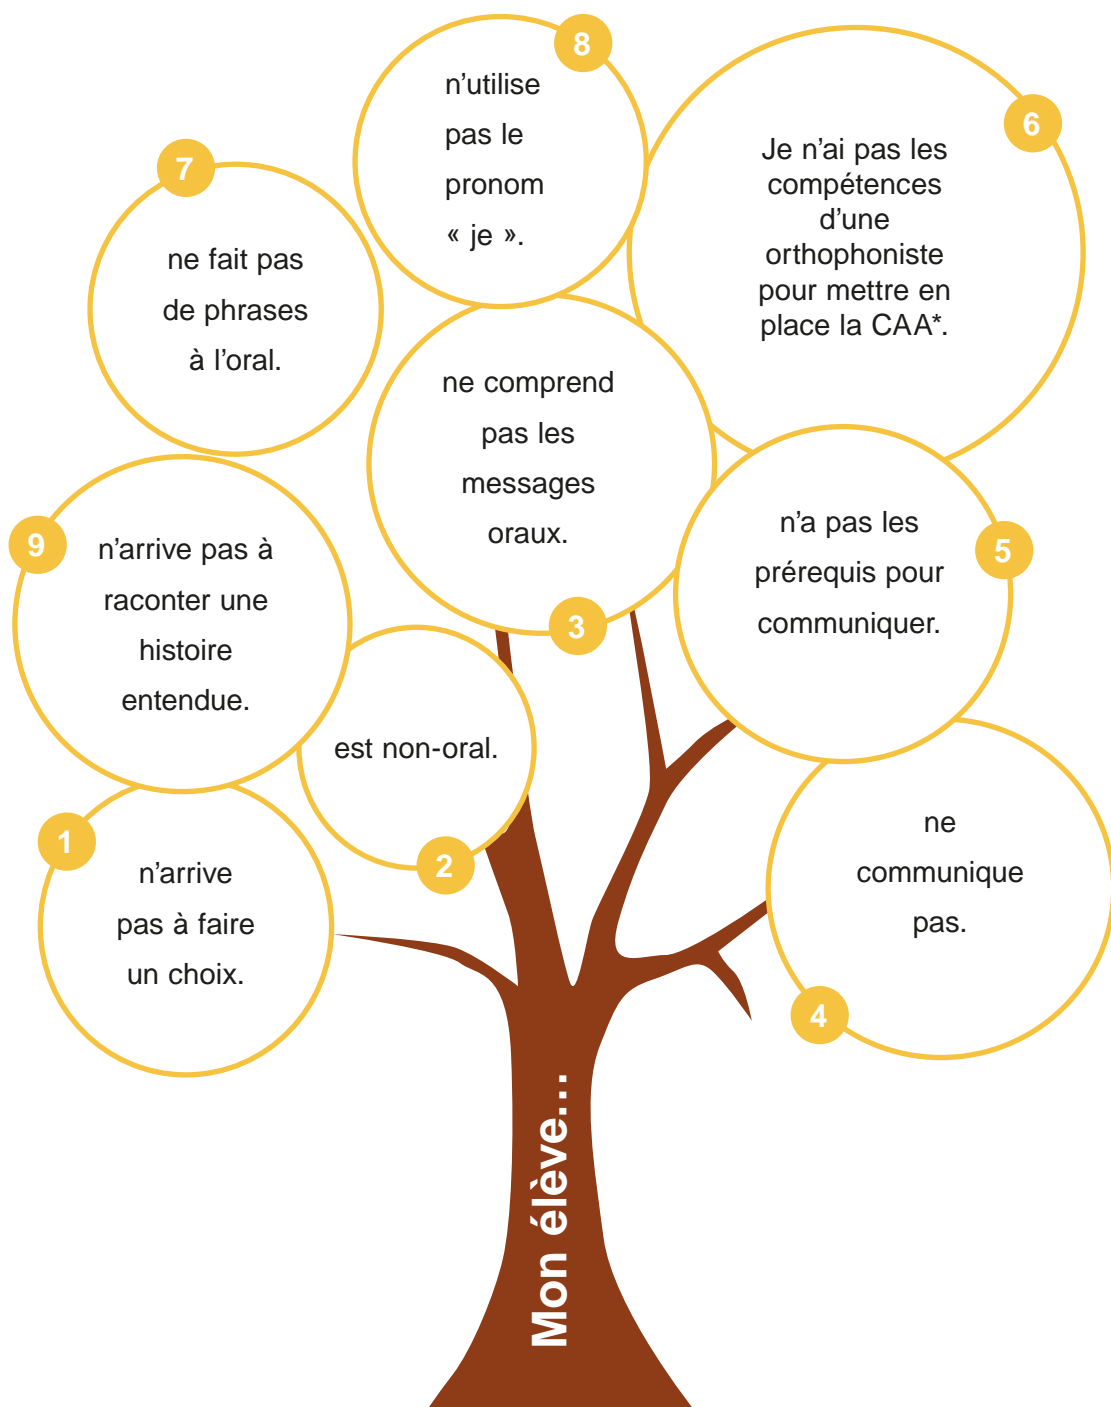 8
n'utilise
pas le
pronom
« je ».
6
Je n'ai pas les
compétences
d'une
orthophoniste
pour mettre en
place la CAA*.
7
ne fait pas
de phrases
à l'oral.
ne comprend
pas les
messages
oraux.
3
9
n'arrive pas à
raconter une
histoire
entendue.
5
n'a pas les
prérequis pour
communiquer.
est non-oral.
2
1
n'arrive
pas à faire
un choix.
ne
communique
pas.
4
Mon élève...